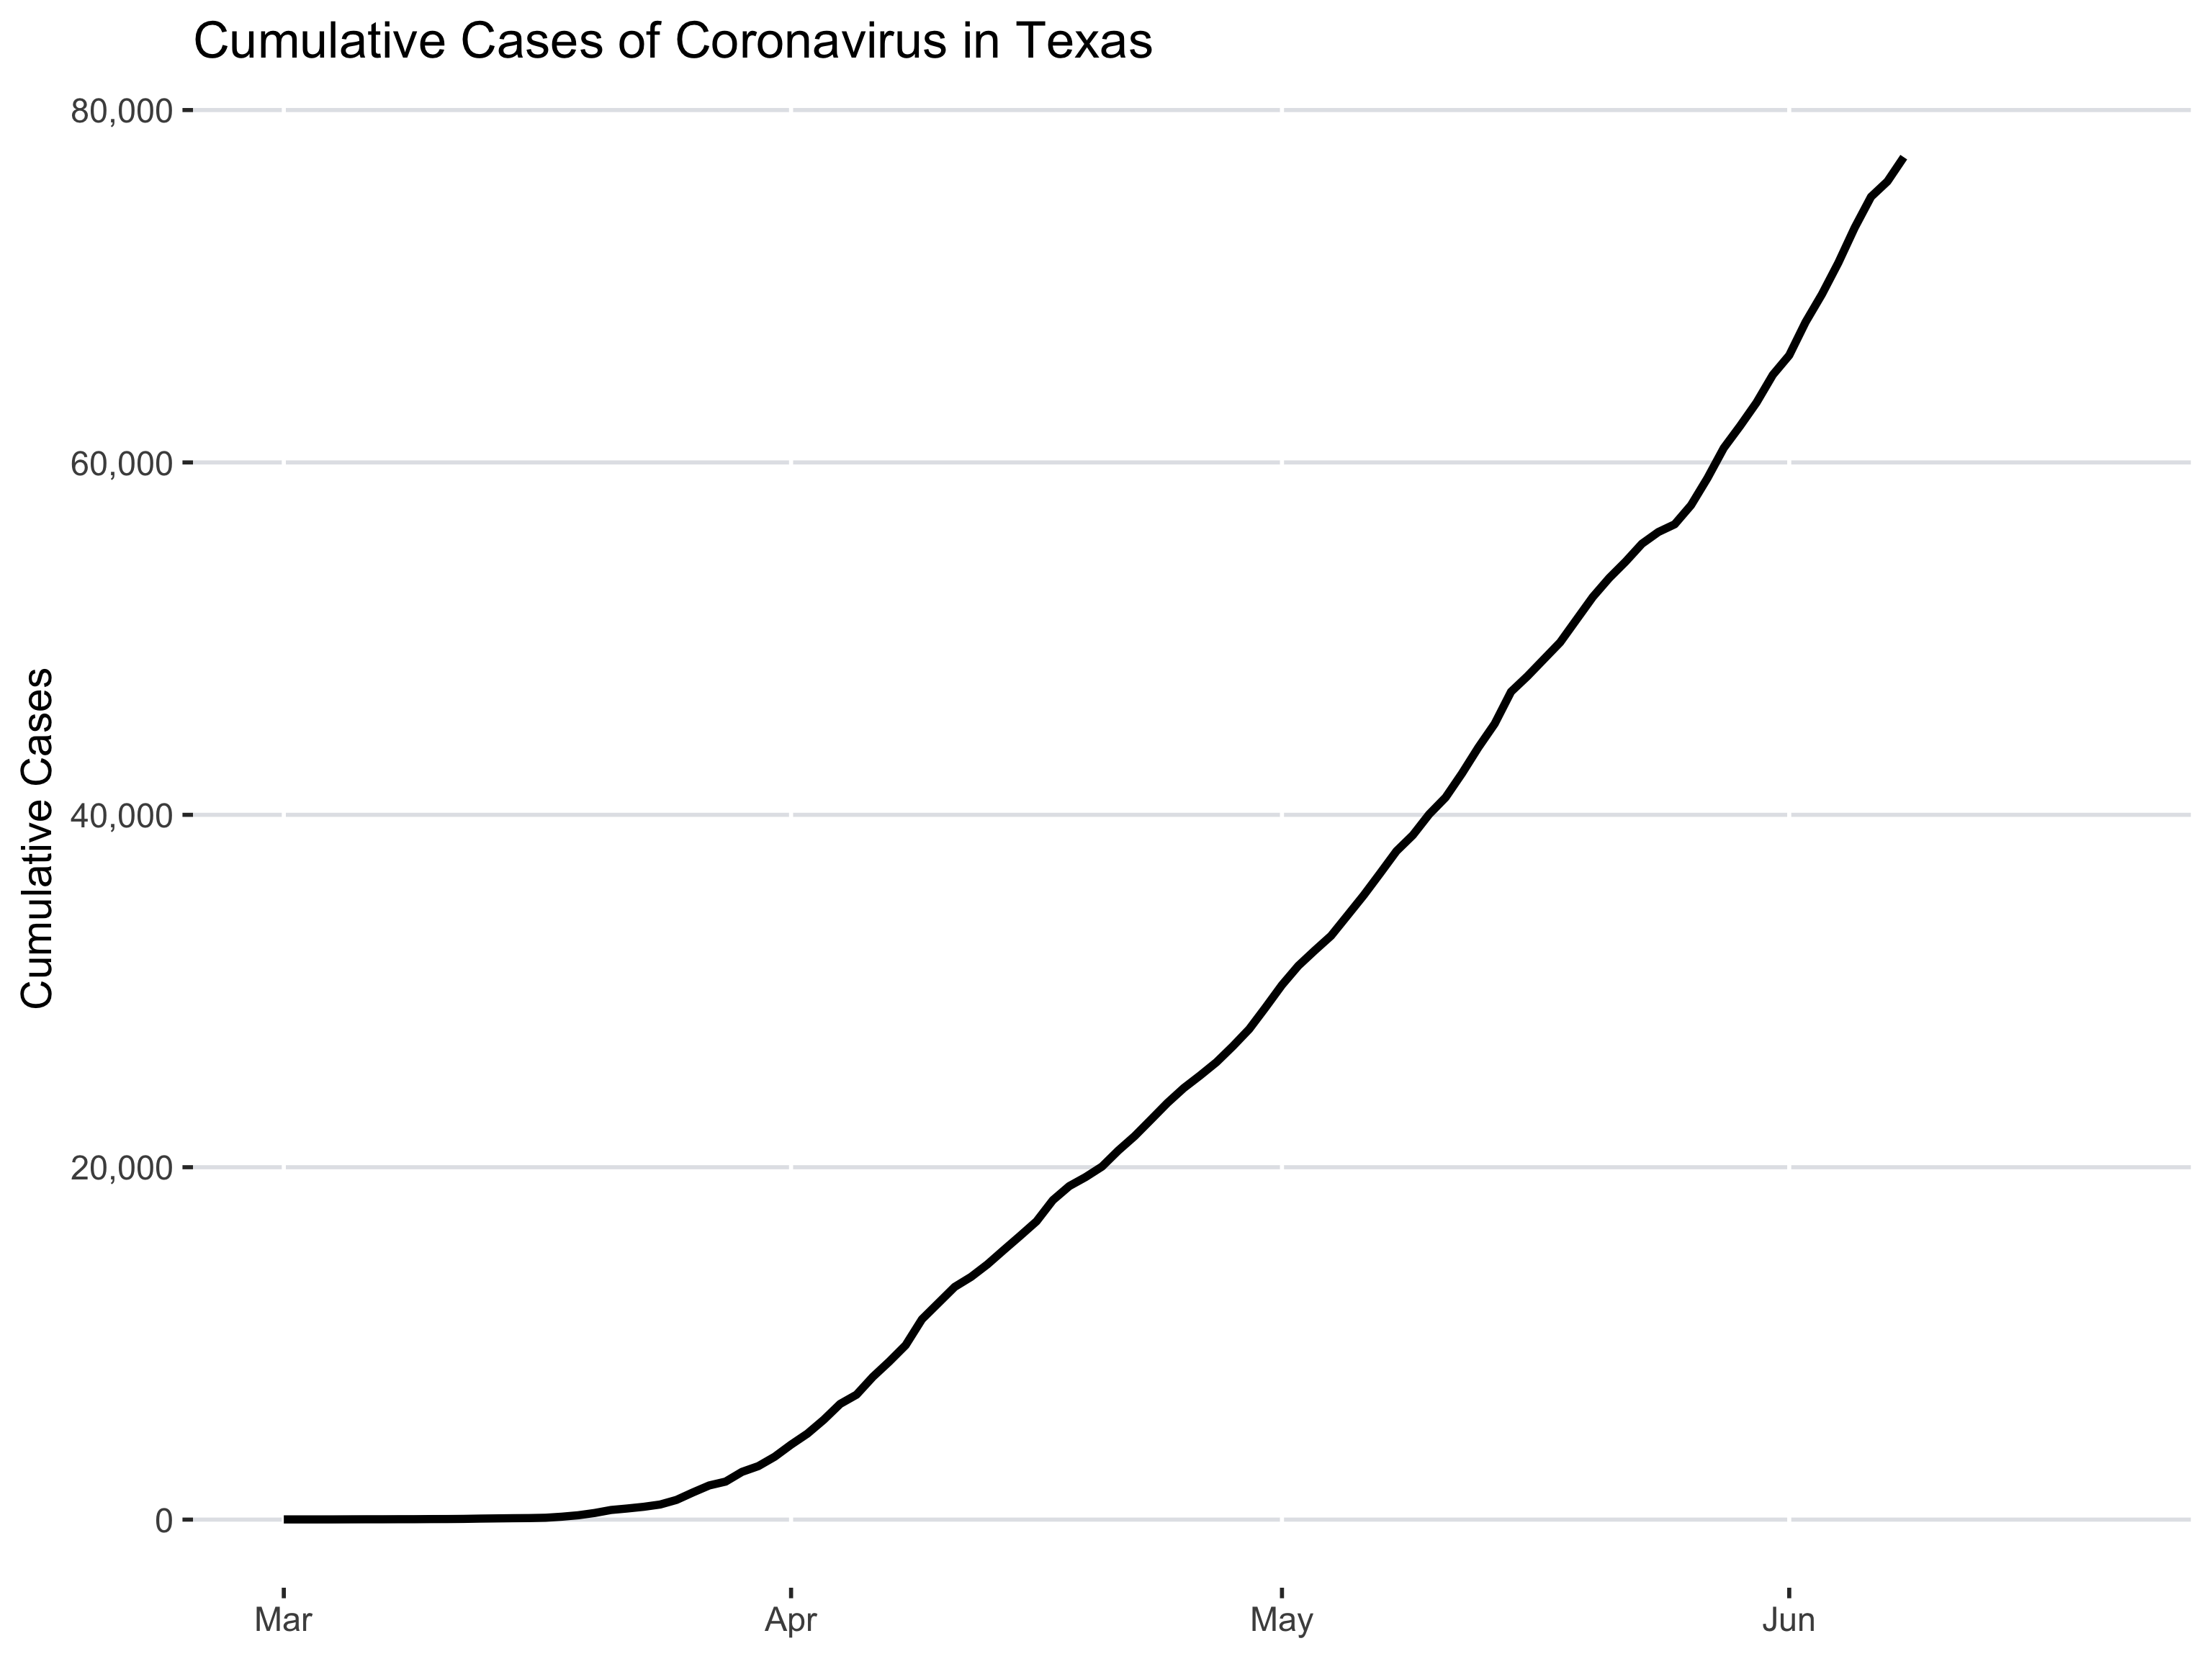 Cumulative Cases of Coronavirus in Texas
80,000
60,000
40,000
20,000
0
Cumulative Cases
Mar
Apr
May
Jun